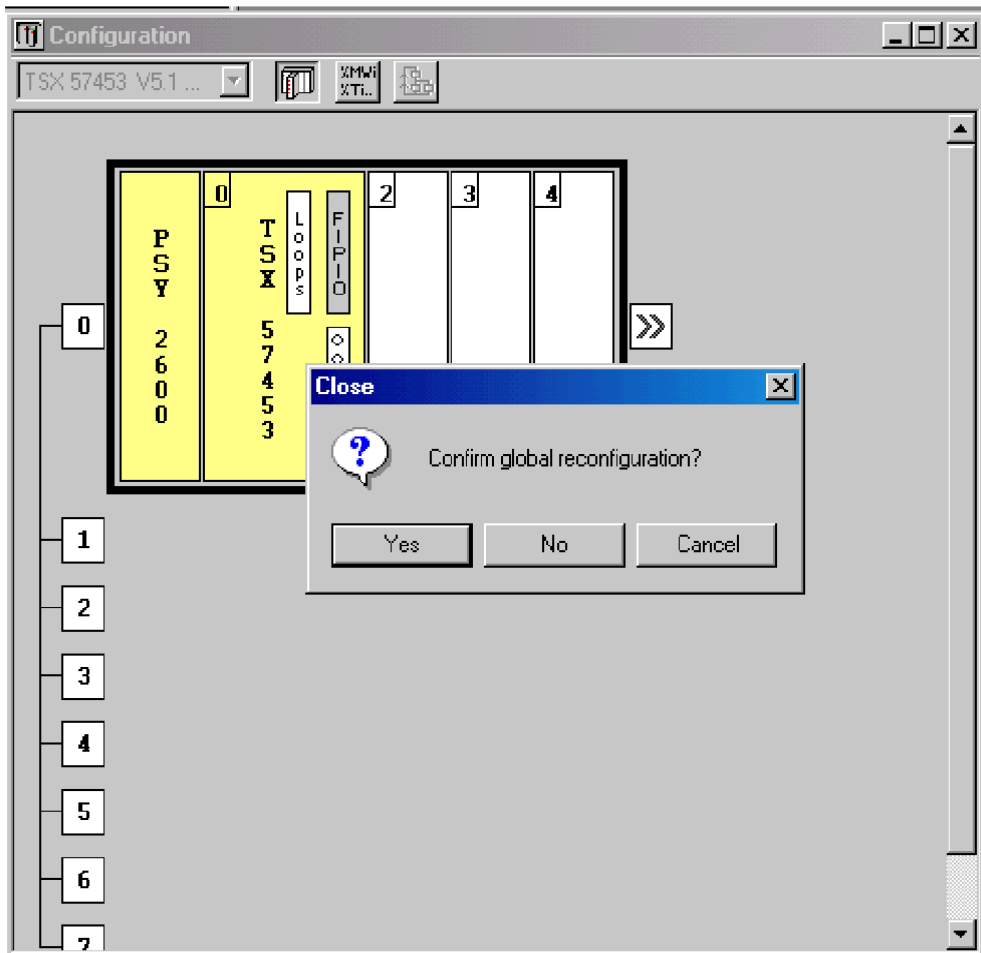 Configuration
TSX 57453 V5.1 ...
%MWi
%Ti..
0
2
3
4
PSY 2600
TSX 57453
Loops
FIPIO
0
1
2
3
4
5
6
7
Close
Confirm global reconfiguration?
Yes
No
Cancel